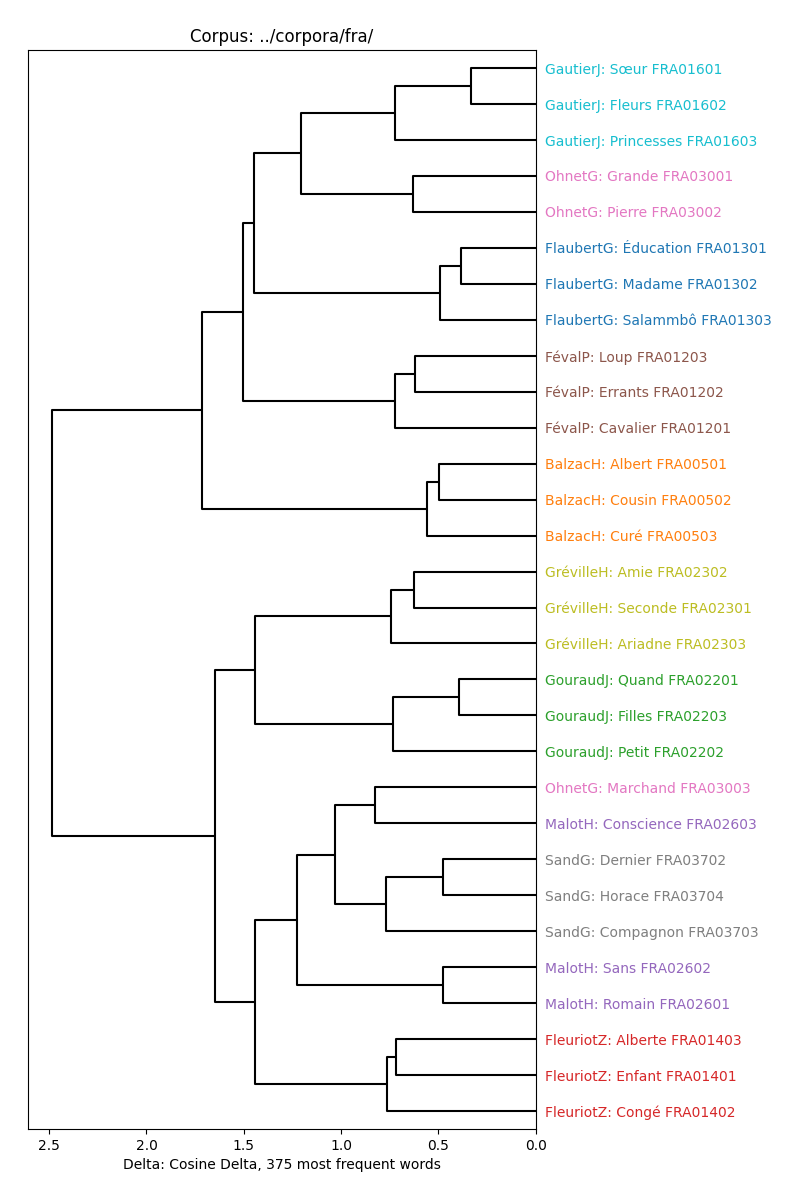 Corpus: ../corpora/fra/
GautierJ: Sœur FRA01601
GautierJ: Fleurs FRA01602
GautierJ: Princesses FRA01603
OhnetG: Grande FRA03001
OhnetG: Pierre FRA03002
FlaubertG: Éducation FRA01301
FlaubertG: Madame FRA01302
FlaubertG: Salammbô FRA01303
FévalP: Loup FRA01203
FévalP: Errants FRA01202
FévalP: Cavalier FRA01201
BalzacH: Albert FRA00501
BalzacH: Cousin FRA00502
BalzacH: Curé FRA00503
GrévilleH: Amie FRA02302
GrévilleH: Seconde FRA02301
GrévilleH: Ariadne FRA02303
GouraudJ: Quand FRA02201
GouraudJ: Filles FRA02203
GouraudJ: Petit FRA02202
OhnetG: Marchand FRA03003
MalotH: Conscience FRA02603
SandG: Dernier FRA03702
SandG: Horace FRA03704
SandG: Compagnon FRA03703
MalotH: Sans FRA02602
MalotH: Romain FRA02601
FleuriotZ: Alberte FRA01403
FleuriotZ: Enfant FRA01401
FleuriotZ: Congé FRA01402
2.5 2.0 1.5 1.0 0.5 0.0
Delta: Cosine Delta, 375 most frequent words